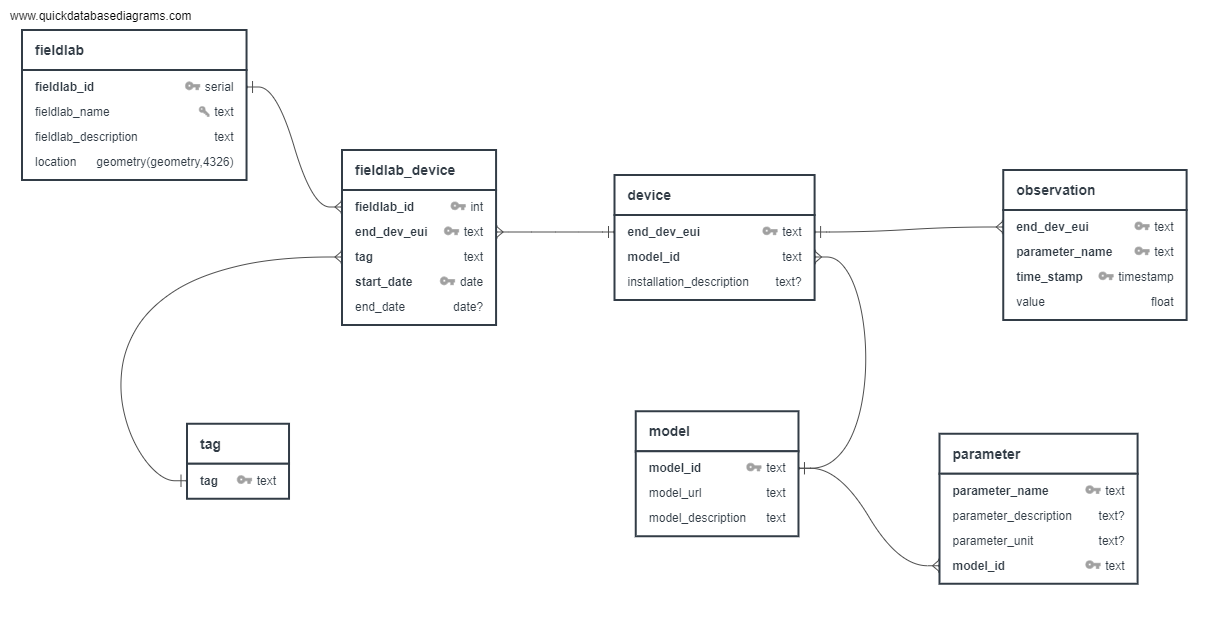 www.quickdatabasediagrams.com
fieldlab
fieldlab_id serial
fieldlab_name text
fieldlab_description text
location geometry(geometry,4326)
fieldlab_device
fieldlab_id int
end_dev_eui text
tag text
start_date date
end_date date?
device
end_dev_eui text
model_id text
installation_description text?
observation
end_dev_eui text
parameter_name text
time_stamp timestamp
value float
tag
tag text
model
model_id text
model_url text
model_description text
parameter
parameter_name text
parameter_description text?
parameter_unit text?
model_id text